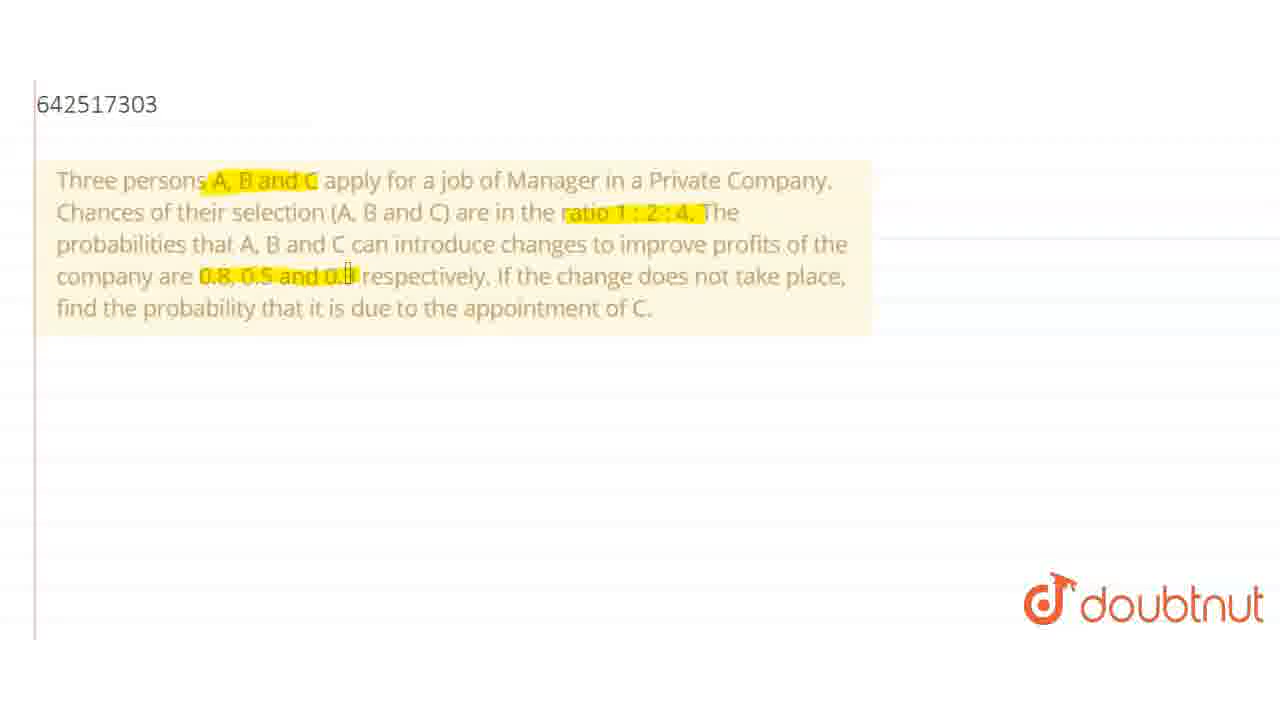 642517303
Three persons A, B and C apply for a job of Manager in a Private Company.
Chances of their selection (A, B and C) are in the ratio 1 : 2 : 4. The
probabilities that A, B and C can introduce changes to improve profits of the
company are 0.8, 0.5 and respectively. If the change does not take place,
find the probability that it is due to the appointment of C.
doubtnut